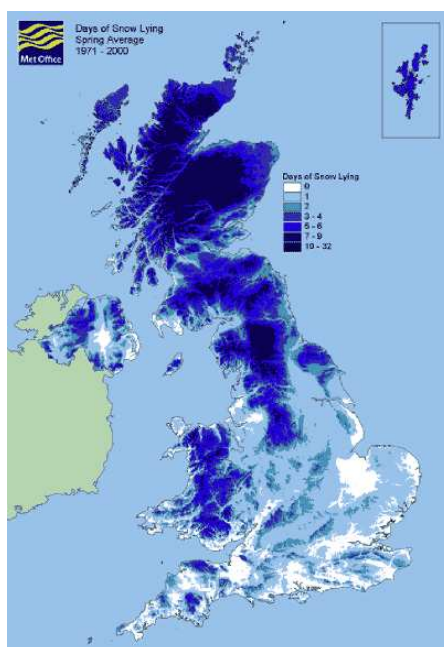 Days of Snow Lying
Spring Average
1971 - 2000
Met Office
Days of Snow Lying
0
1
2
3 - 4
5 - 6
7 - 9
10 - 32